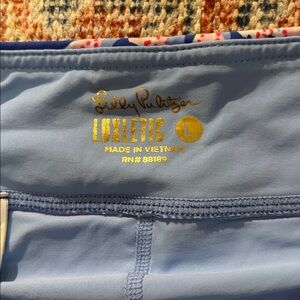 Lilly Pulitzer
LUXLETIC L
MADE IN VIETNAM
RN# 88189